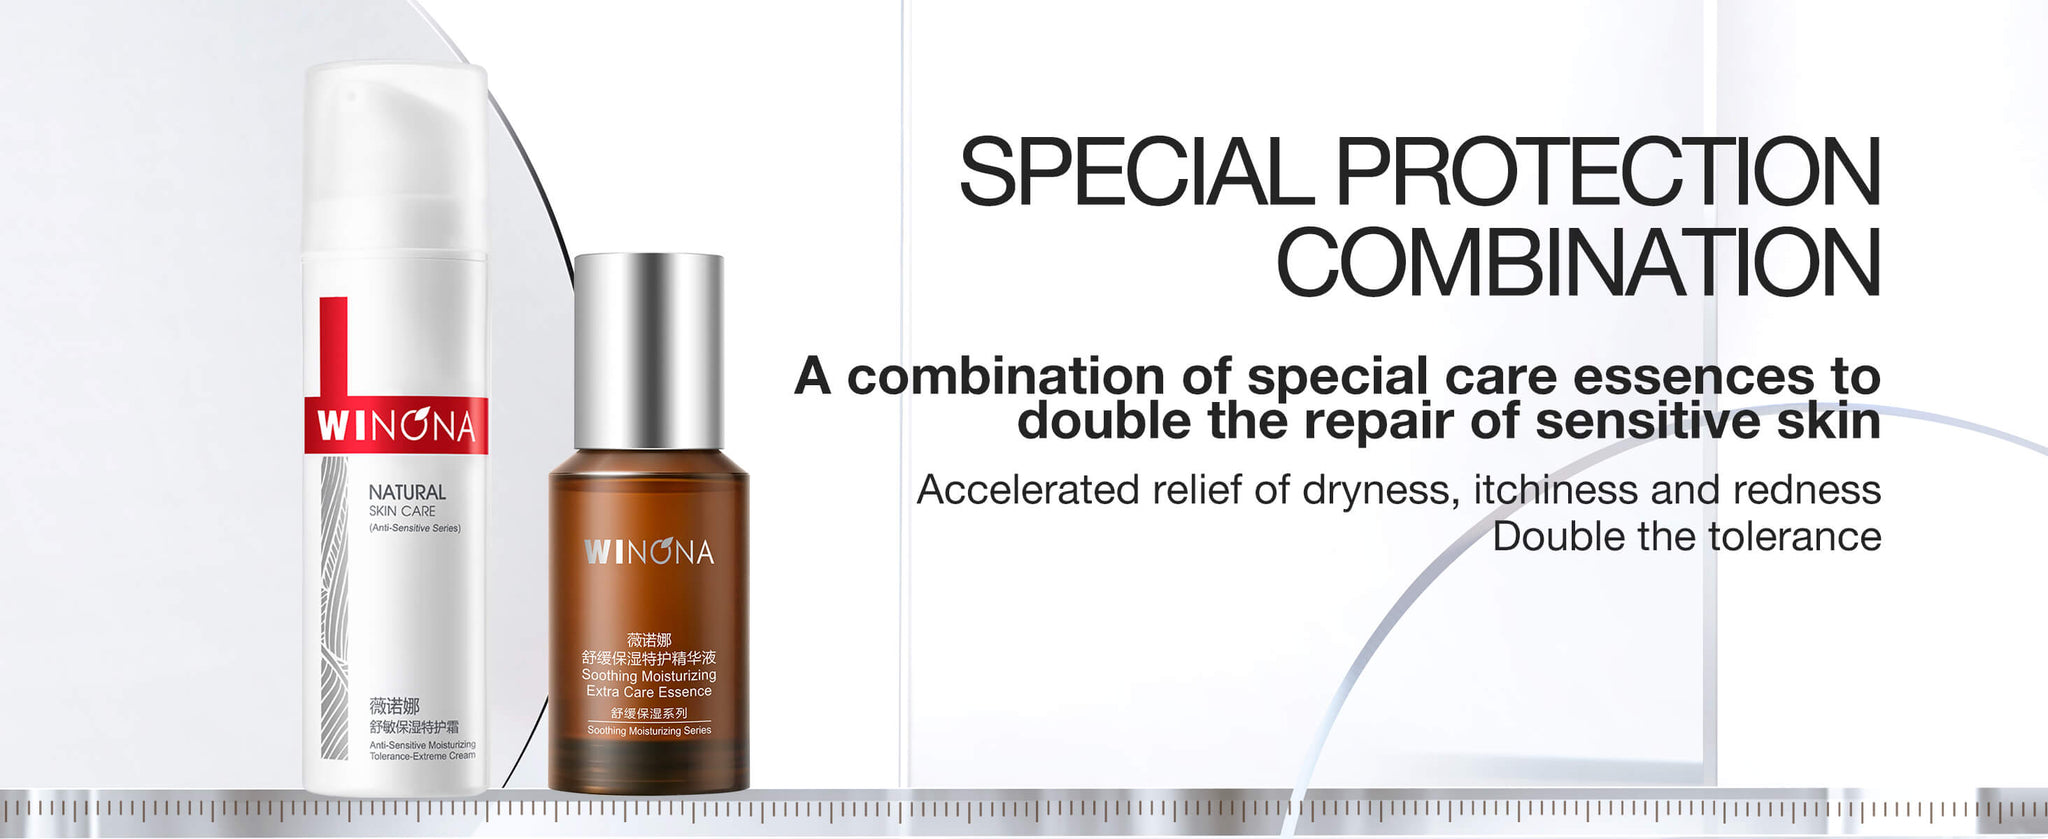 WINONA
NATURAL
SKIN CARE
(Anti-Sensitive Series)
薇诺娜
舒敏保湿特护霜
Anti-Sensitive Moisturizing
Tolerance-Extreme Cream
WINONA
薇诺娜
舒缓保湿特护精华液
Soothing Moisturizing
Extra Care Essence
舒缓保湿系列
Soothing Moisturizing Series
SPECIAL PROTECTION
COMBINATION
A combination of special care essences to
double the repair of sensitive skin
Accelerated relief of dryness, itchiness and redness
Double the tolerance